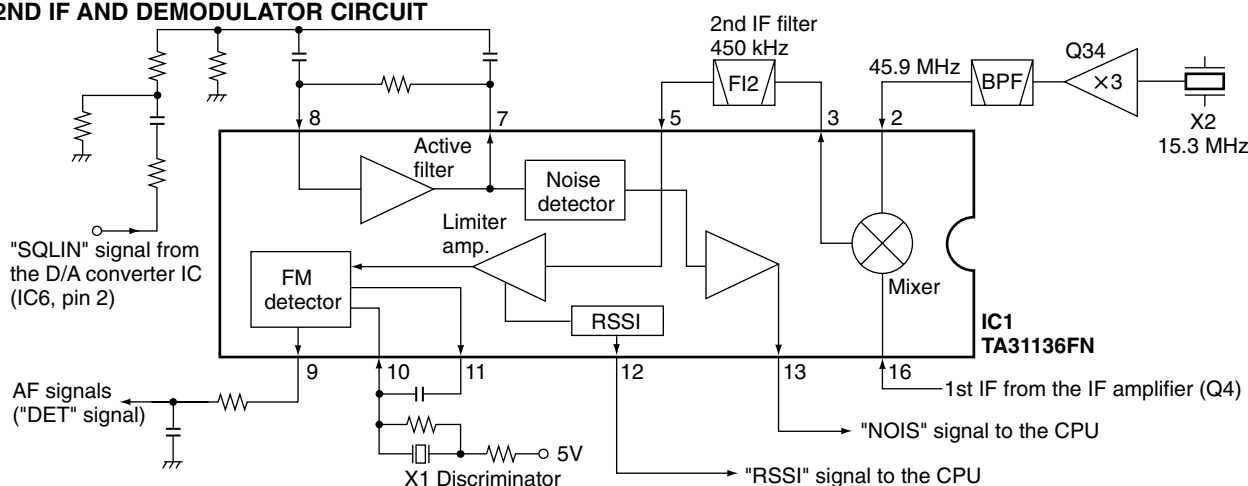 2ND IF AND DEMODULATOR CIRCUIT
2nd IF filter
450 kHz
FI2
45.9 MHz
BPF
Q34
×3
X2
15.3 MHz
8
7
5
3
2
Active
filter
Noise
detector
Limiter
amp.
FM
detector
RSSI
Mixer
"SQLIN" signal from
the D/A converter IC
(IC6, pin 2)
IC1
TA31136FN
9
10
11
12
13
16
AF signals
("DET" signal)
X1 Discriminator
5V
1st IF from the IF amplifier (Q4)
"NOIS" signal to the CPU
"RSSI" signal to the CPU